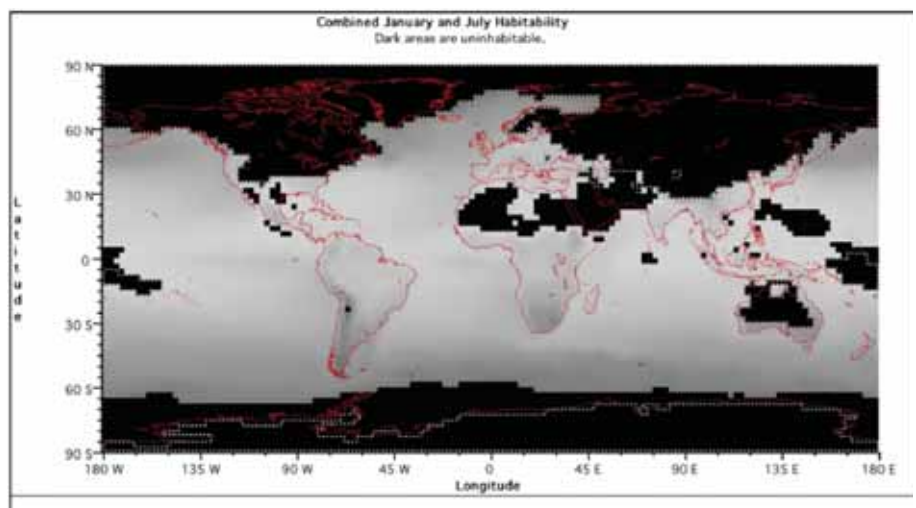 Combined January and July Habitability
Dark areas are uninhabitable.
90 N
60 N
30 N
0
30 S
60 S
90 S
Latitude
180 W
135 W
90 W
45 W
0
45 E
90 E
135 E
180 E
Longitude